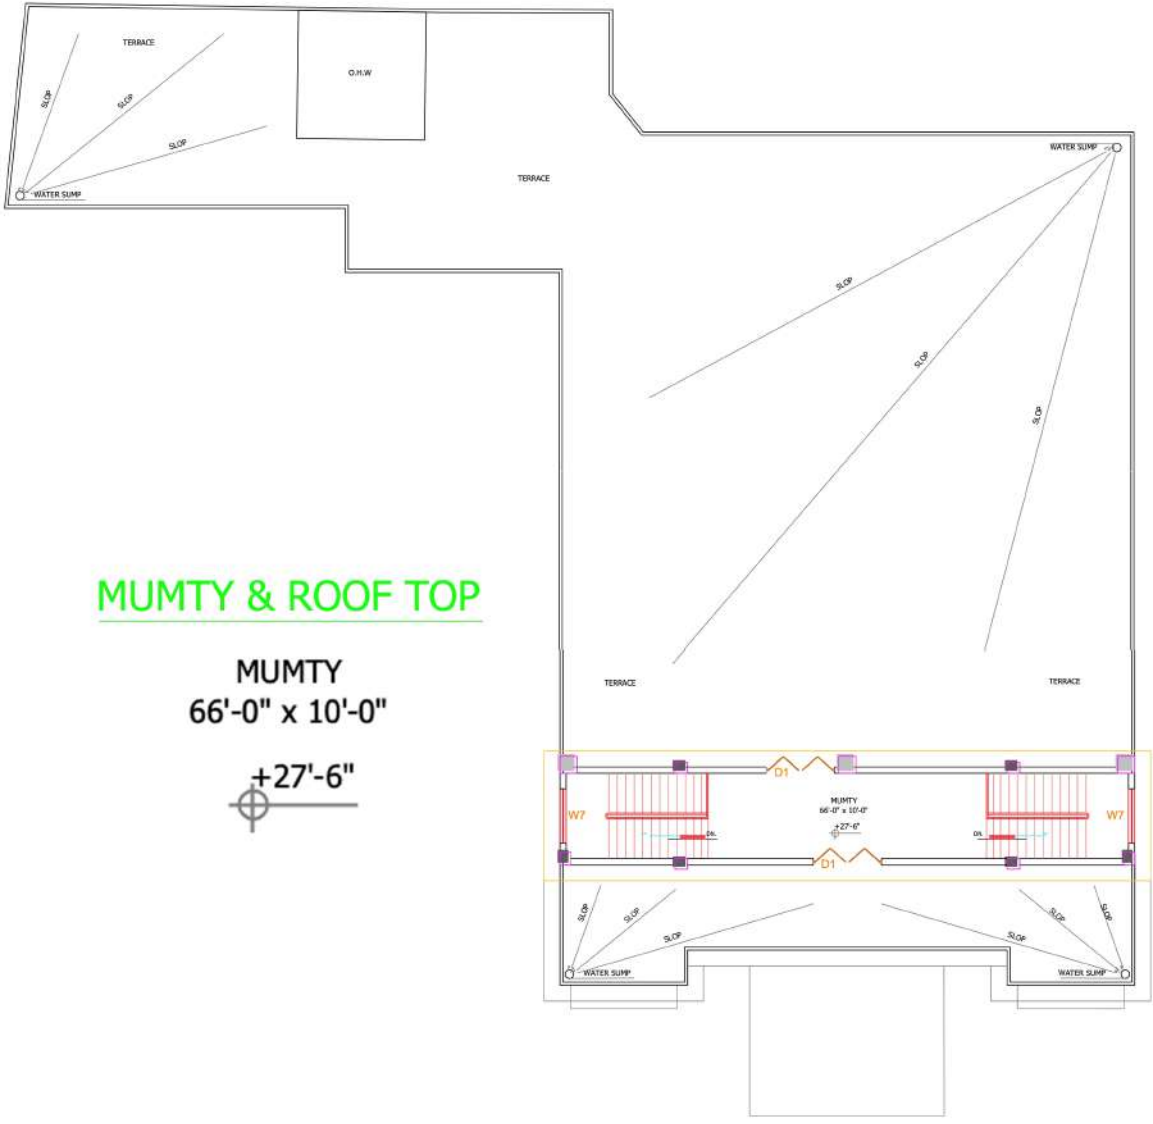 TERRACE
O.H.W
SLOP
SLOP
SLOP
WATER SUMP
TERRACE
WATER SUMP
SLOP
SLOP
SLOP
MUMTY & ROOF TOP
MUMTY
66'-0" x 10'-0"
+27'-6"
TERRACE
TERRACE
D1
W7
MUMTY
66'-0" x 10'-0"
+27'-6"
W7
DN.
DN.
D1
SLOP
SLOP
SLOP
SLOP
SLOP
SLOP
WATER SUMP
WATER SUMP